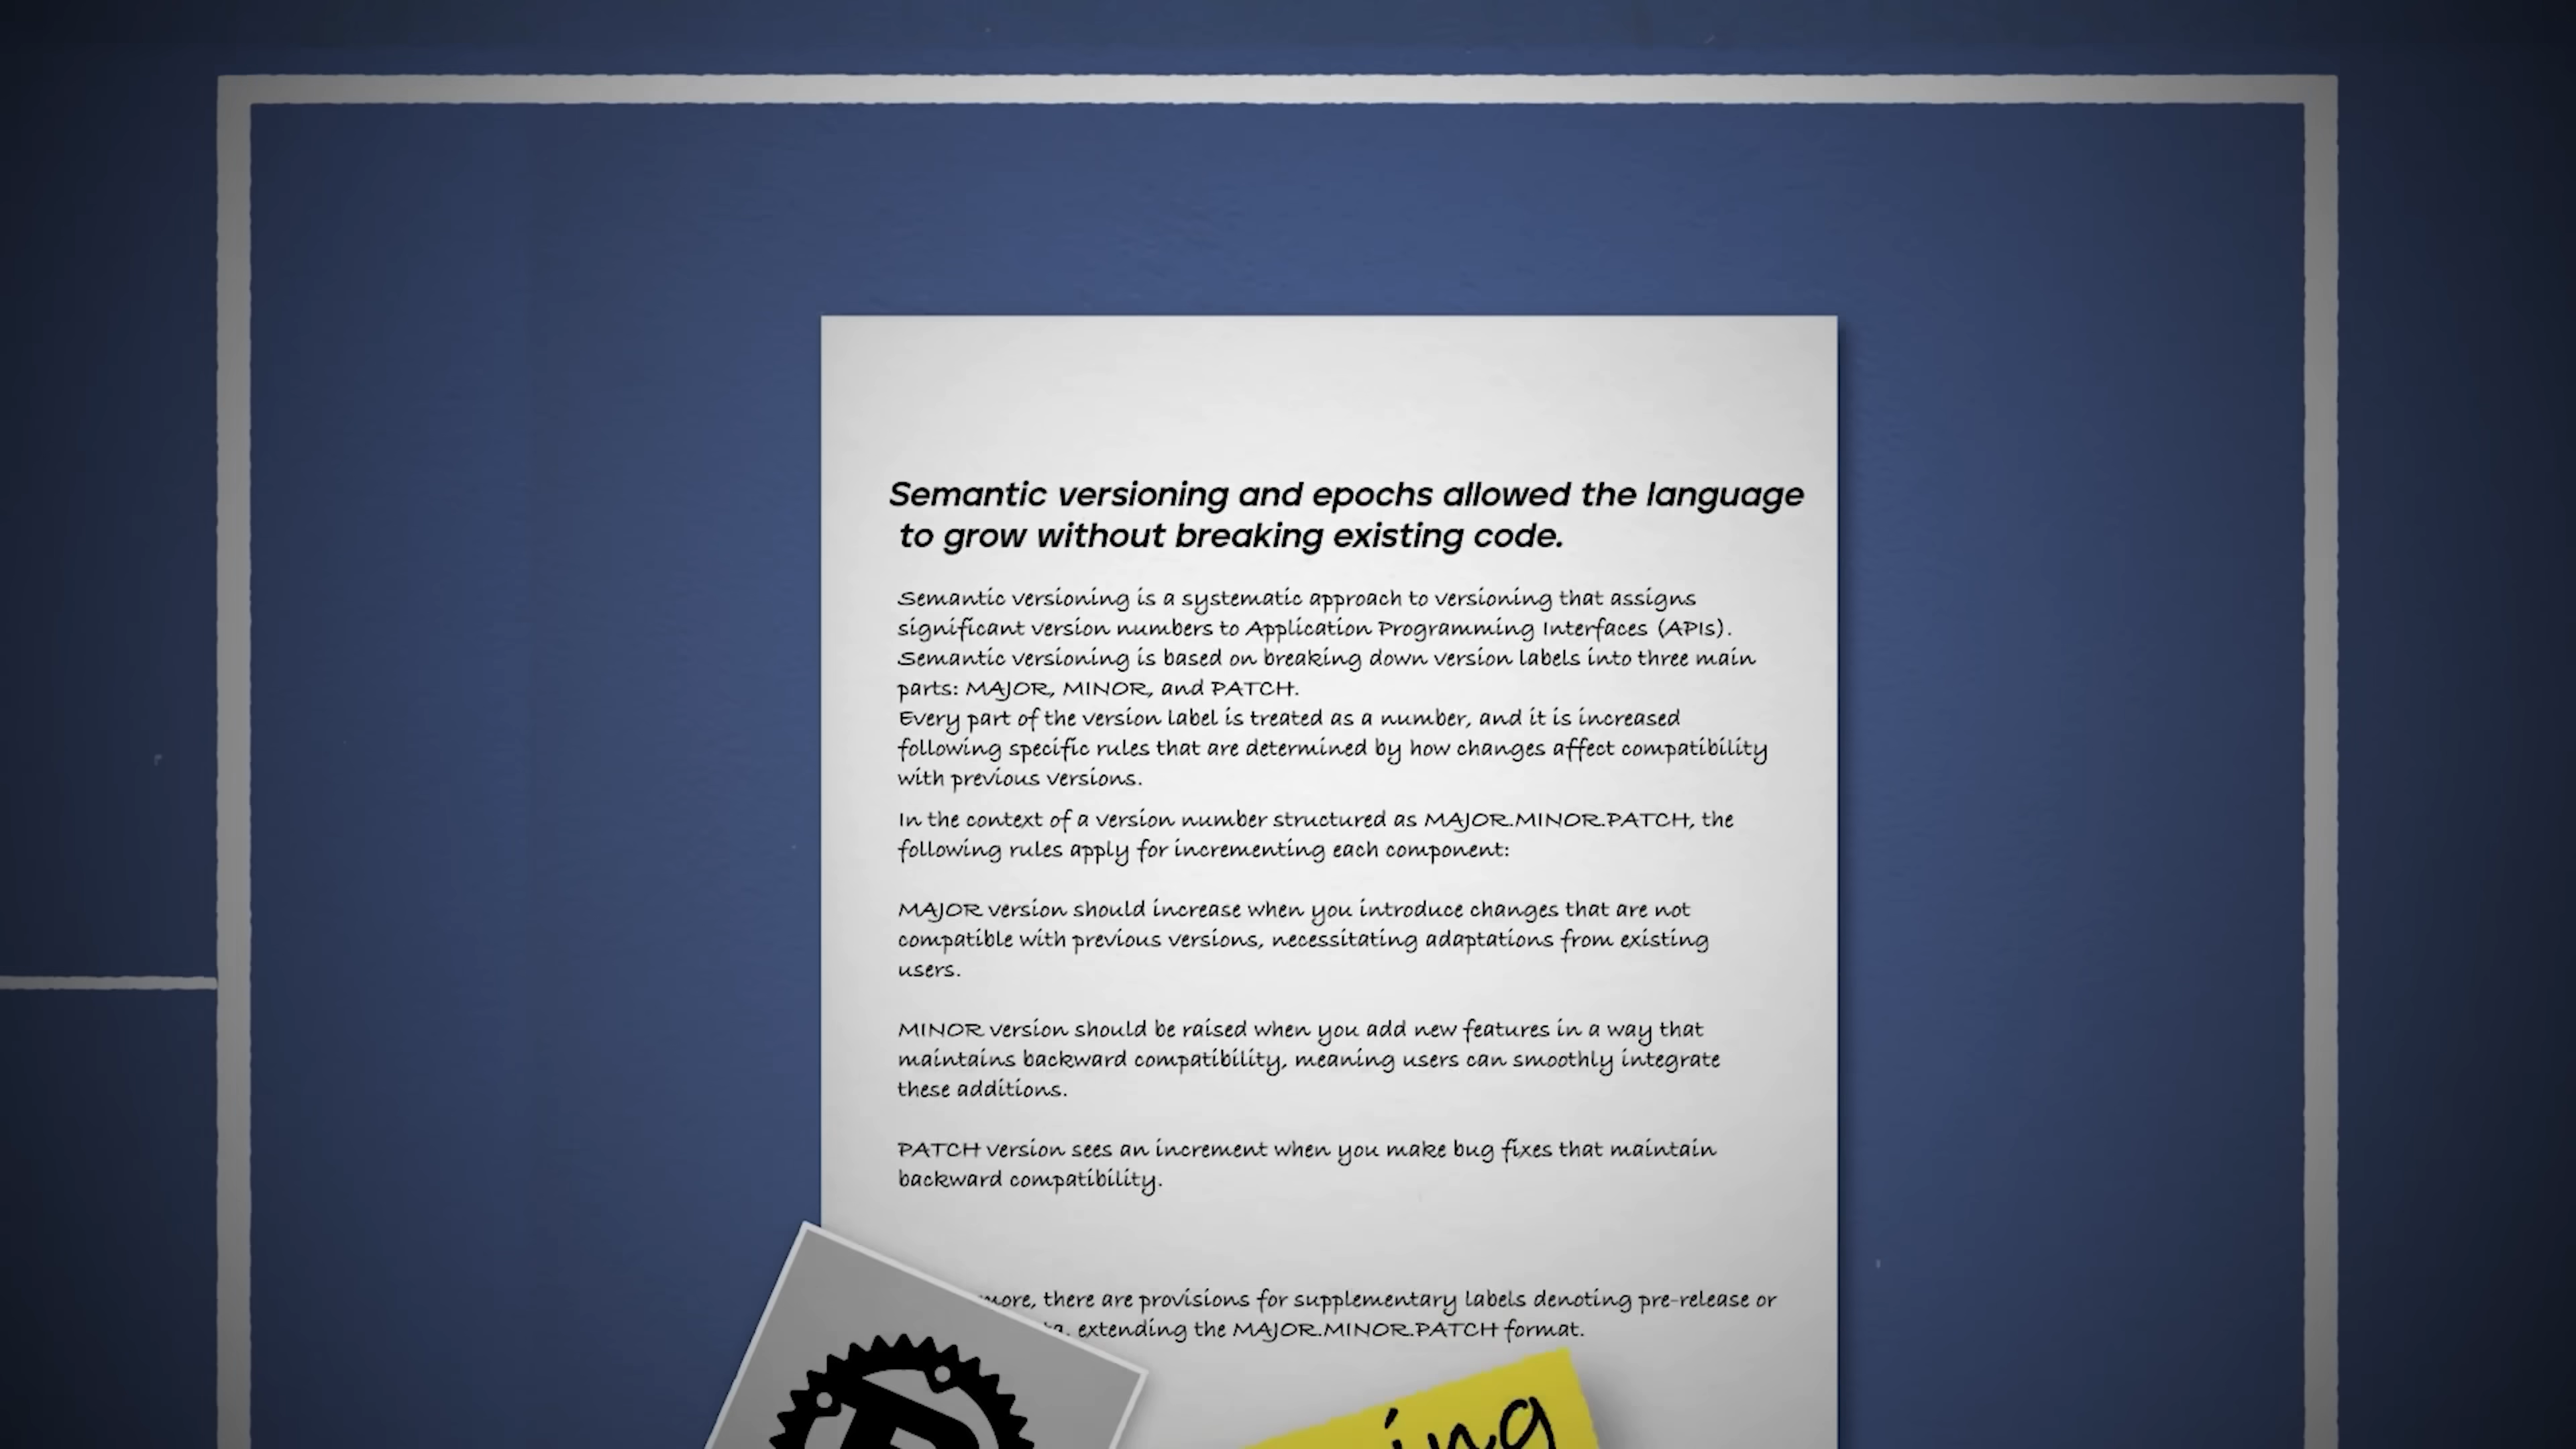 Semantic versioning and epochs allowed the language
to grow without breaking existing code.
Semantic versioning is a systematic approach to versioning that assigns
significant version numbers to Application Programming Interfaces (APIs).
Semantic versioning is based on breaking down version labels into three main
parts: MAJOR, MINOR, and PATCH.
Every part of the version label is treated as a number, and it is increased
following specific rules that are determined by how changes affect compatibility
with previous versions.
In the context of a version number structured as MAJOR.MINOR.PATCH, the
following rules apply for incrementing each component:
MAJOR version should increase when you introduce changes that are not
compatible with previous versions, necessitating adaptations from existing
users.
MINOR version should be raised when you add new features in a way that
maintains backward compatibility, meaning users can smoothly integrate
these additions.
PATCH version sees an increment when you make bug fixes that maintain
backward compatibility.
there are provisions for supplementary labels denoting pre-release or
extending the MAJOR.MINOR.PATCH format.